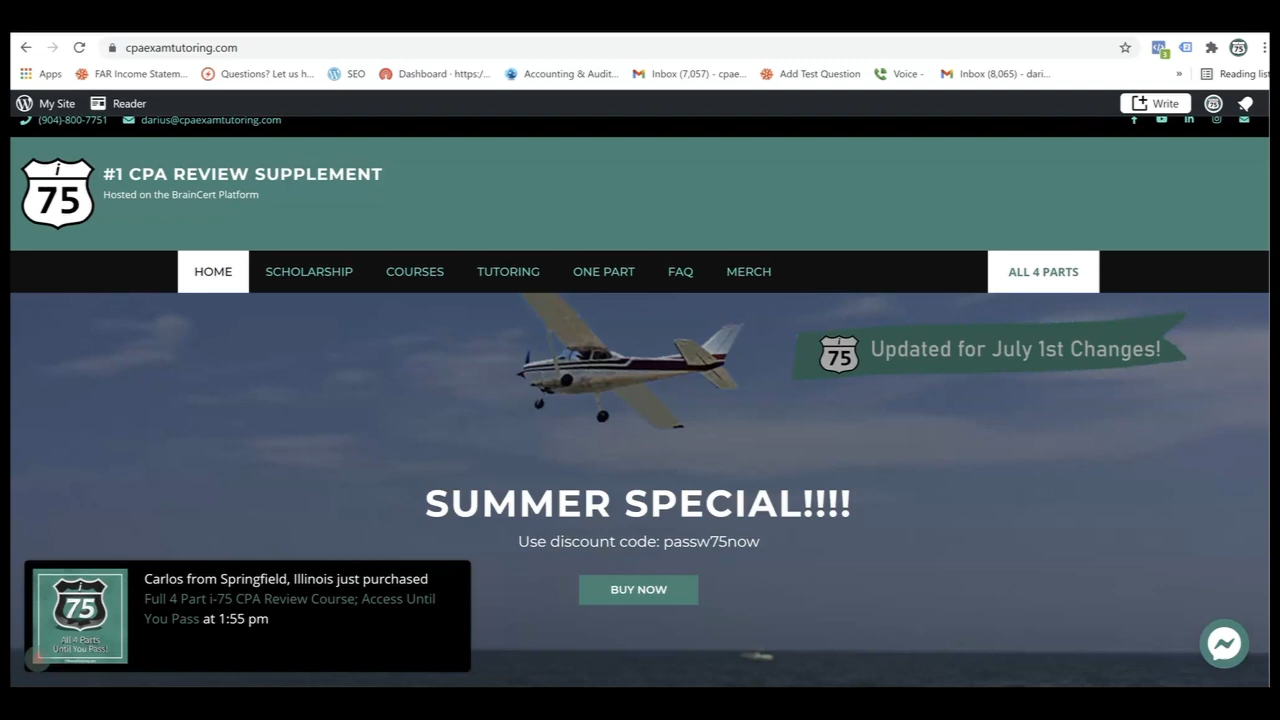 cpaexamtutoring.com
Apps FAR Income Statem... Questions? Let us h... SEO Dashboard · https:/... Accounting & Audit... Inbox (7,057) - cpae... Add Test Question Voice - Inbox (8,065) - dari... » Reading list
My Site Reader Write
(904)-800-7751 darius@cpaexamtutoring.com
i
75
#1 CPA REVIEW SUPPLEMENT
Hosted on the BrainCert Platform
HOME SCHOLARSHIP COURSES TUTORING ONE PART FAQ MERCH ALL 4 PARTS
75 Updated for July 1st Changes!
SUMMER SPECIAL!!!!
Use discount code: passw75now
BUY NOW
Carlos from Springfield, Illinois just purchased
Full 4 Part i-75 CPA Review Course; Access Until
You Pass at 1:55 pm
75
All 4 Parts
Until You Pass!